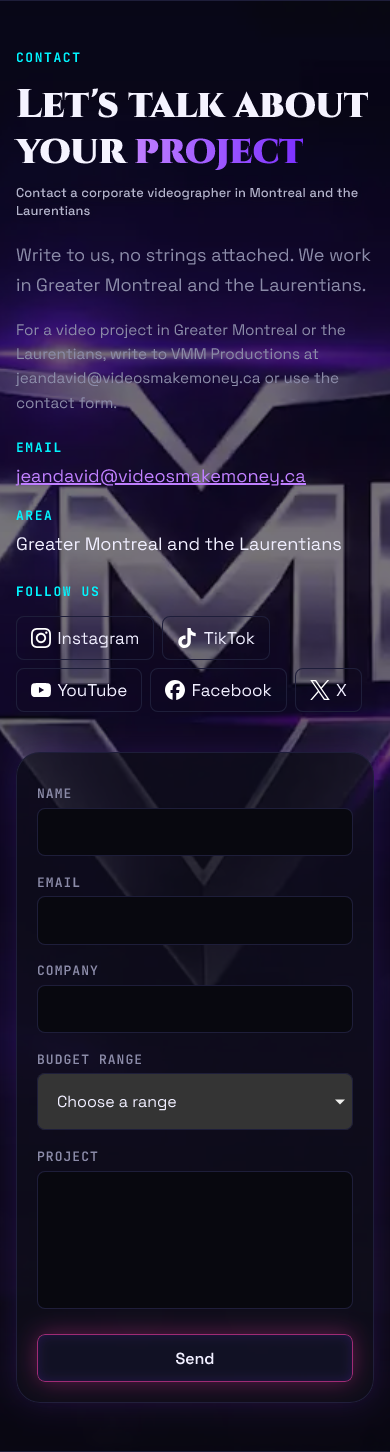 CONTACT
LET'S TALK ABOUT
YOUR PROJECT
Contact a corporate videographer in Montreal and the
Laurentians
Write to us, no strings attached. We work
in Greater Montreal and the Laurentians.
For a video project in Greater Montreal or the
Laurentians, write to VMM Productions at
jeandavid@videosmakemoney.ca or use the
contact form.
EMAIL
jeandavid@videosmakemoney.ca
AREA
Greater Montreal and the Laurentians
FOLLOW US
Instagram TikTok
YouTube Facebook X
NAME
EMAIL
COMPANY
BUDGET RANGE
Choose a range
PROJECT
Send